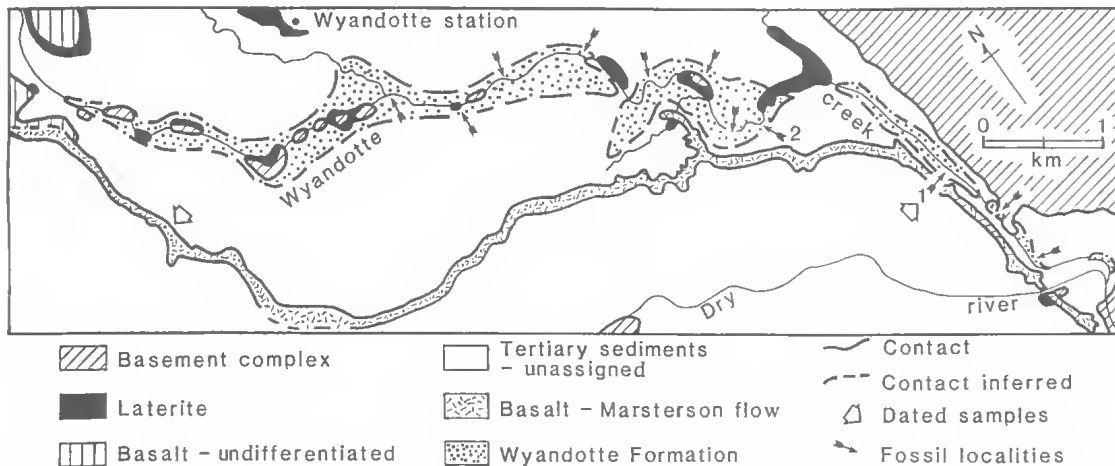 Wyandotte station
N
0 1
km
creek
2
Wyandotte
1
Dry
river
Basement complex
Laterite
Basalt – undifferentiated
Tertiary sediments
– unassigned
Basalt – Marsterson flow
Wyandotte Formation
Contact
Contact inferred
Dated samples
Fossil localities